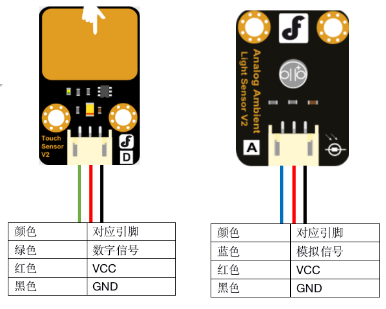 Touch
Sensor
V2
D
颜色 对应引脚
绿色 数字信号
红色 VCC
黑色 GND
Analog Ambient
Light Sensor V2
A
颜色 对应引脚
蓝色 模拟信号
红色 VCC
黑色 GND